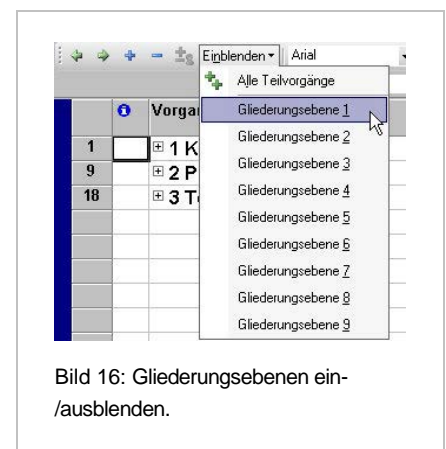 Einblenden Arial
Alle Teilvorgänge
Gliederungsebene 1
Gliederungsebene 2
Gliederungsebene 3
Gliederungsebene 4
Gliederungsebene 5
Gliederungsebene 6
Gliederungsebene 7
Gliederungsebene 8
Gliederungsebene 9
Vorga
1 1 K
9 2 P
18 3 T
Bild 16: Gliederungsebenen ein-
/ausblenden.